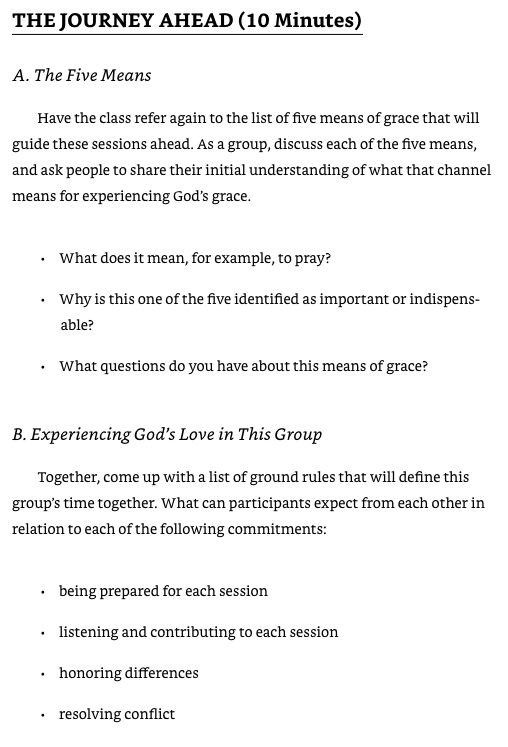 THE JOURNEY AHEAD (10 Minutes)
A. The Five Means
Have the class refer again to the list of five means of grace that will
guide these sessions ahead. As a group, discuss each of the five means,
and ask people to share their initial understanding of what that channel
means for experiencing God’s grace.
• What does it mean, for example, to pray?
• Why is this one of the five identified as important or indispens-
able?
• What questions do you have about this means of grace?
B. Experiencing God’s Love in This Group
Together, come up with a list of ground rules that will define this
group’s time together. What can participants expect from each other in
relation to each of the following commitments:
• being prepared for each session
• listening and contributing to each session
• honoring differences
• resolving conflict